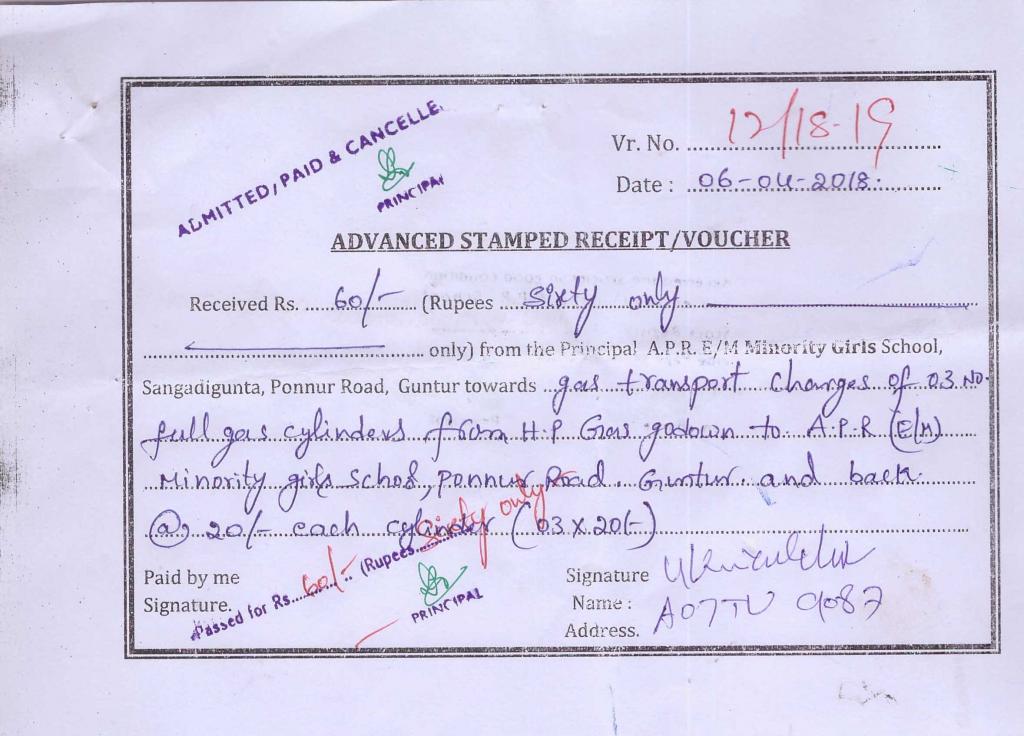 ADMITTED, PAID & CANCELLE
PRINCIPAL
Vr. No. 12/18-19
Date : 06-04-2018.
ADVANCED STAMPED RECEIPT/VOUCHER
Received Rs. 60/- (Rupees sixty only
only) from the Principal A.P.R. E/M Minority Girls School,
Sangadigunta, Ponnur Road, Guntur towards gas transport charges of 03 No.
full gas cylinders from H.P Gas godown to A.P.R (E/M)
Minority girls School, Ponnur Road. Guntur and back
@ 20/- each cylinder (03 x 20/-)
Paid by me
Signature.
Passed for Rs. 60/- (Rupees Sixty only
PRINCIPAL
Signature
Name : A07TU 9087
Address.